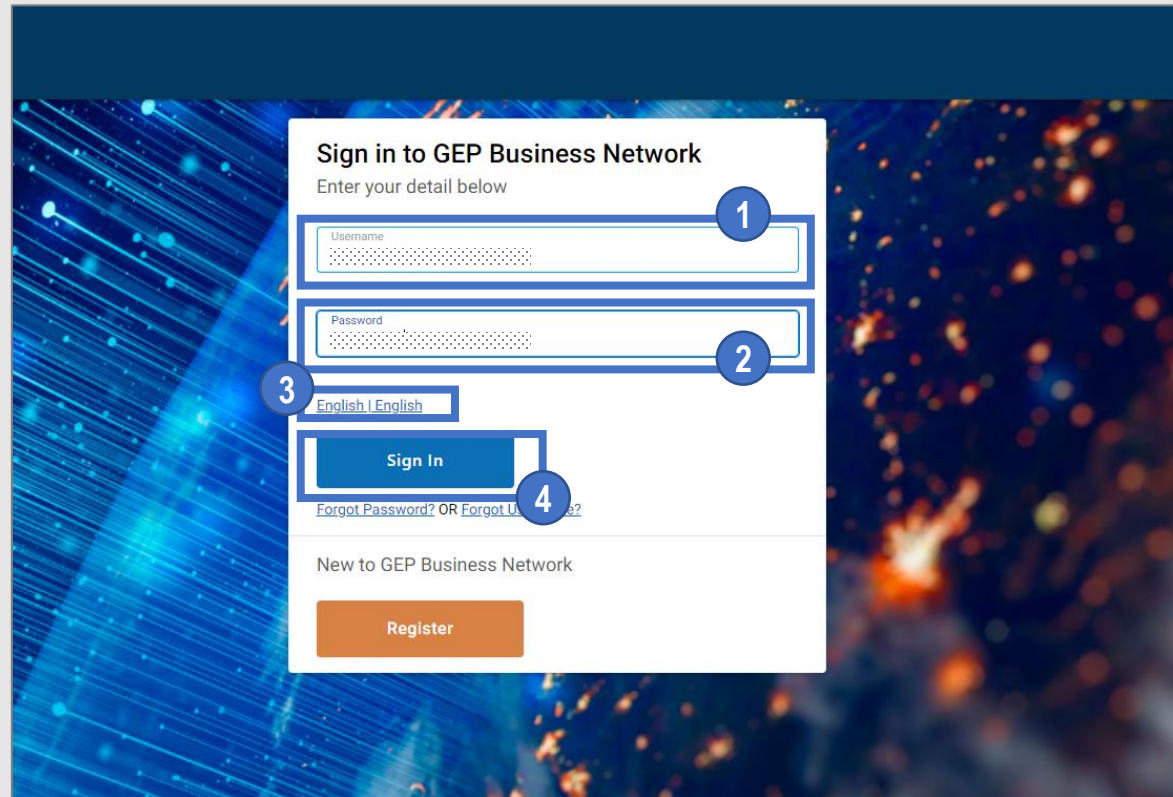 Sign in to GEP Business Network
Enter your detail below
1
Username
Password
2
3
English | English
Sign In
4
Forgot Password? OR Forgot
New to GEP Business Network
Register